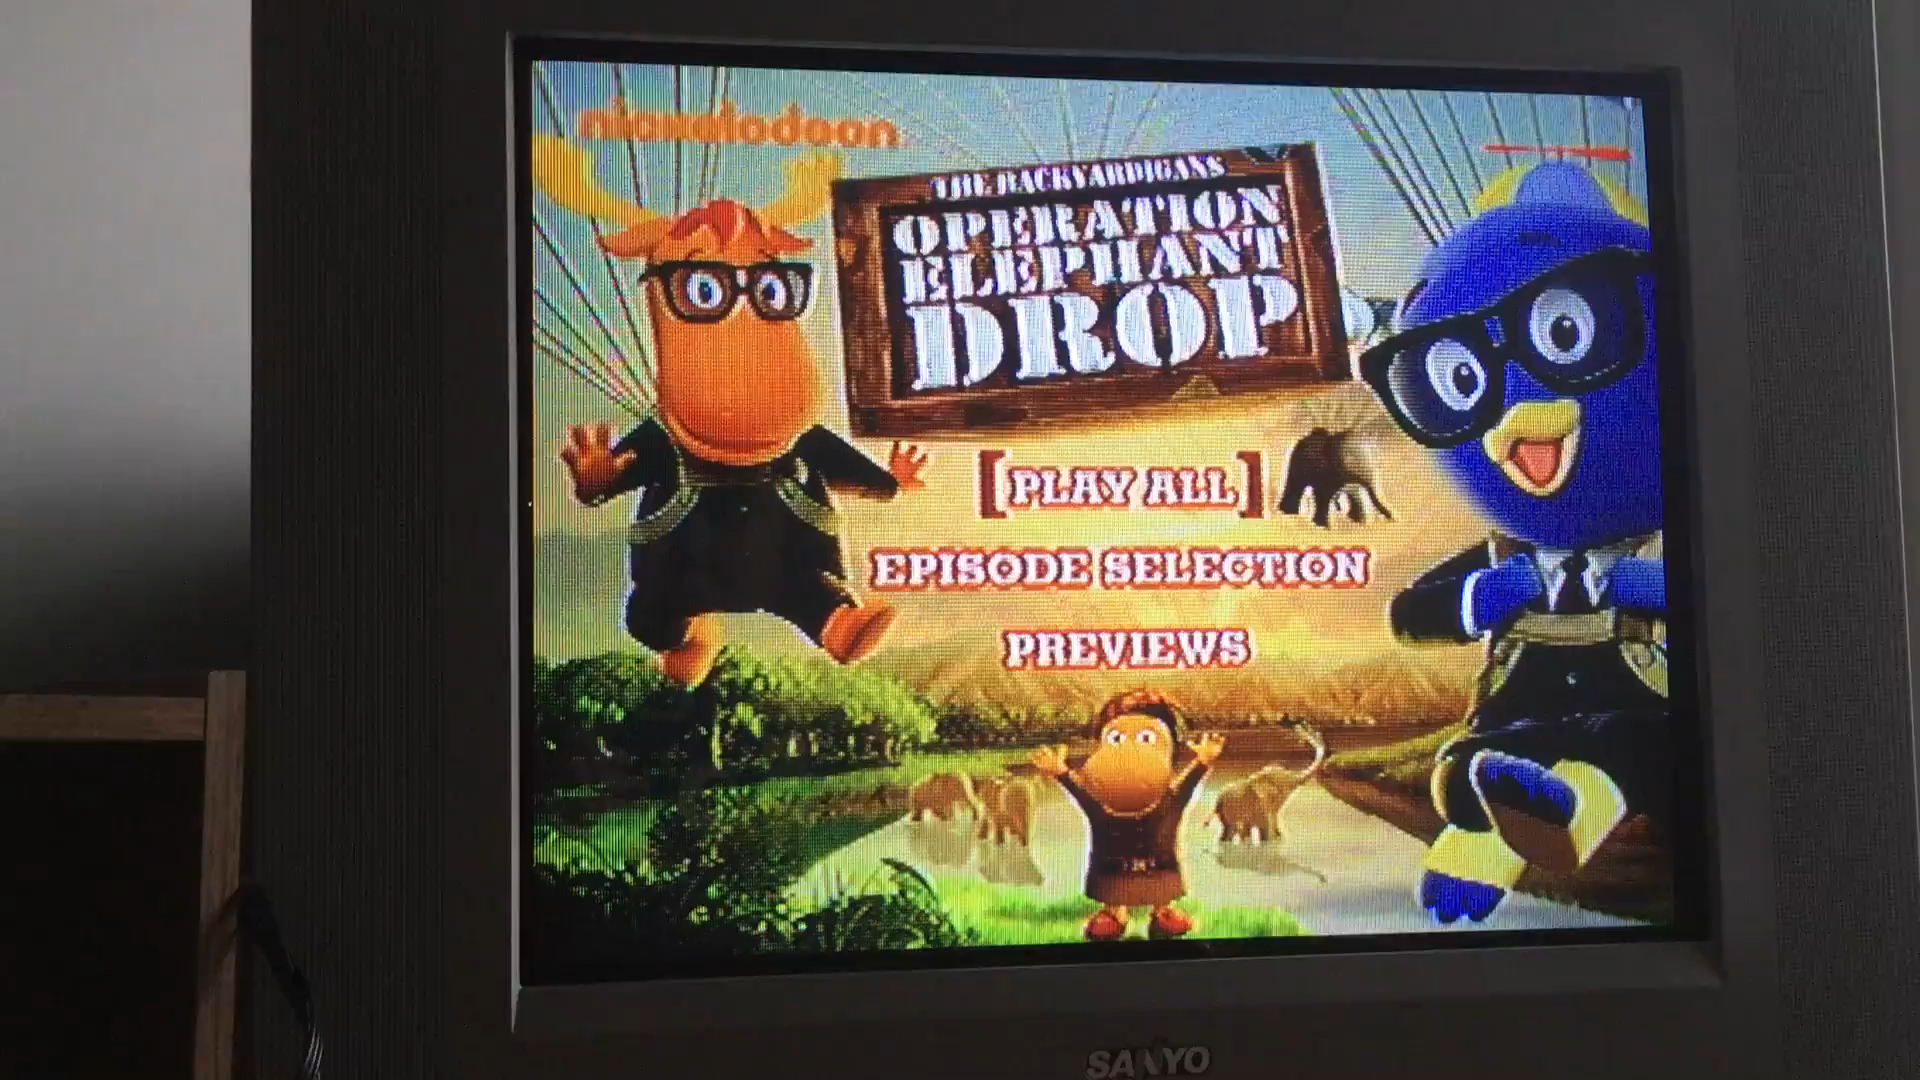 nickelodeon
THE BACKYARDIGANS
OPERATION
ELEPHANT
DROP
[PLAY ALL]
EPISODE SELECTION
PREVIEWS
SANYO